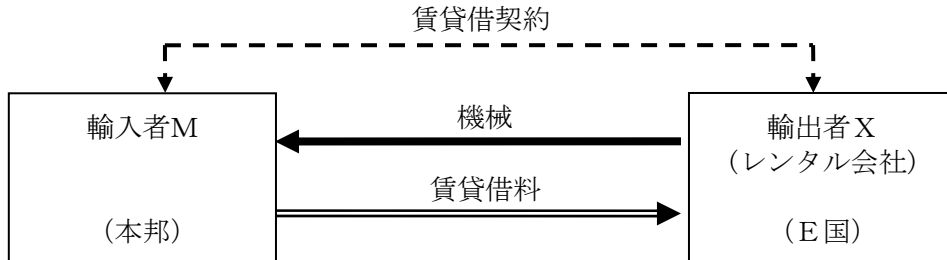 賃貸借契約
輸入者Ｍ
（本邦）
機械
賃貸借料
輸出者Ｘ
（レンタル会社）
（Ｅ国）